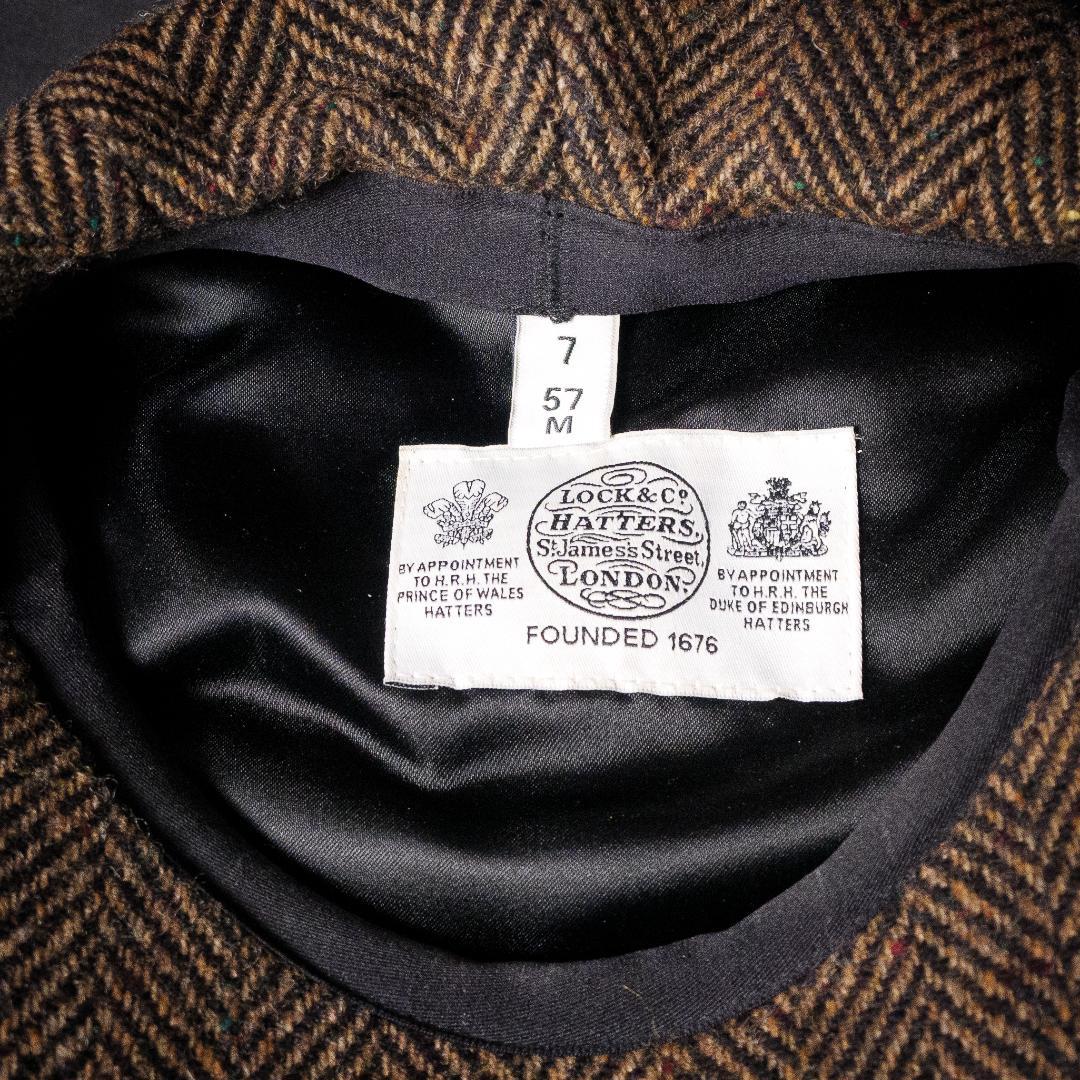 7
57
M
LOCK & Cº
HATTERS,
St James's Street,
LONDON.
BY APPOINTMENT
TO H.R.H. THE
PRINCE OF WALES
HATTERS
BY APPOINTMENT
TO H.R.H. THE
DUKE OF EDINBURGH
HATTERS
FOUNDED 1676